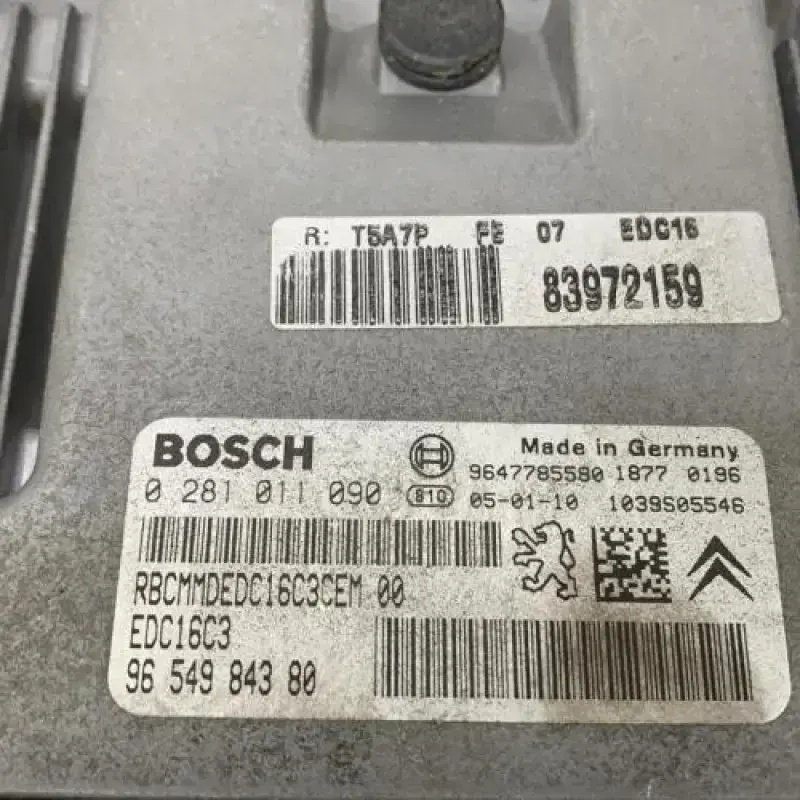 R: T5A7P FE 07 EDC16
83972159
BOSCH
Made in Germany
9647785580 1877 0196
0 281 011 090 810 05-01-10 1039S05546
RBCMMDEDC16C3CEM 00
EDC16C3
96 549 843 80